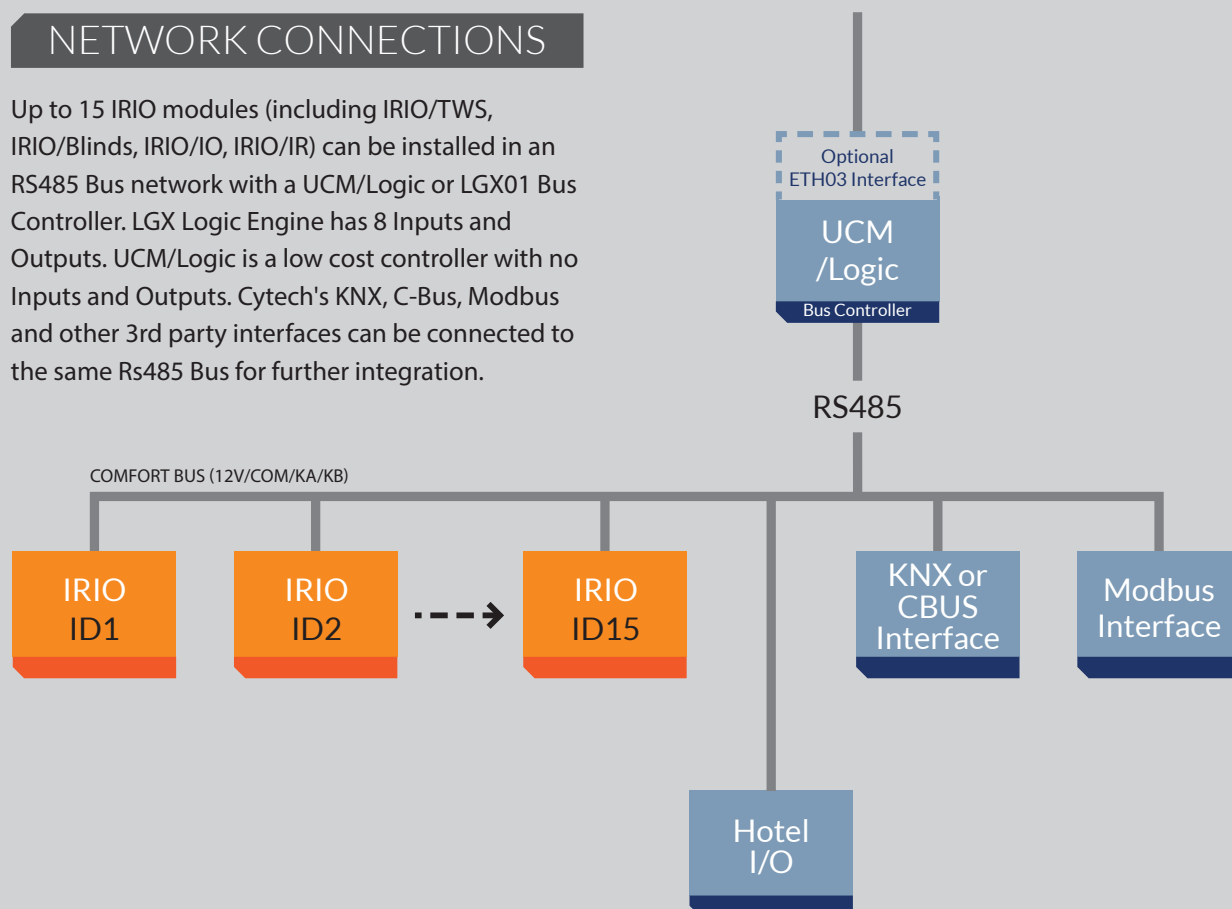 NETWORK CONNECTIONS
Up to 15 IRIO modules (including IRIO/TWS,
IRIO/Blinds, IRIO/IO, IRIO/IR) can be installed in an
RS485 Bus network with a UCM/Logic or LGX01 Bus
Controller. LGX Logic Engine has 8 Inputs and
Outputs. UCM/Logic is a low cost controller with no
Inputs and Outputs. Cytech's KNX, C-Bus, Modbus
and other 3rd party interfaces can be connected to
the same Rs485 Bus for further integration.
Optional
ETH03 Interface
UCM
/Logic
Bus Controller
RS485
COMFORT BUS (12V/COM/KA/KB)
IRIO
ID1
IRIO
ID2
IRIO
ID15
KNX or
CBUS
Interface
Modbus
Interface
Hotel
I/O